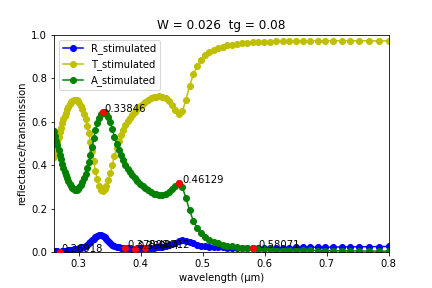 W = 0.026  tg = 0.08
R_stimulated
T_stimulated
A_stimulated
reflectance/transmission
1.0
0.8
0.6
0.4
0.2
0.0
0.33846
0.46129
0.58071
0.3
0.4
0.5
0.6
0.7
0.8
wavelength (μm)